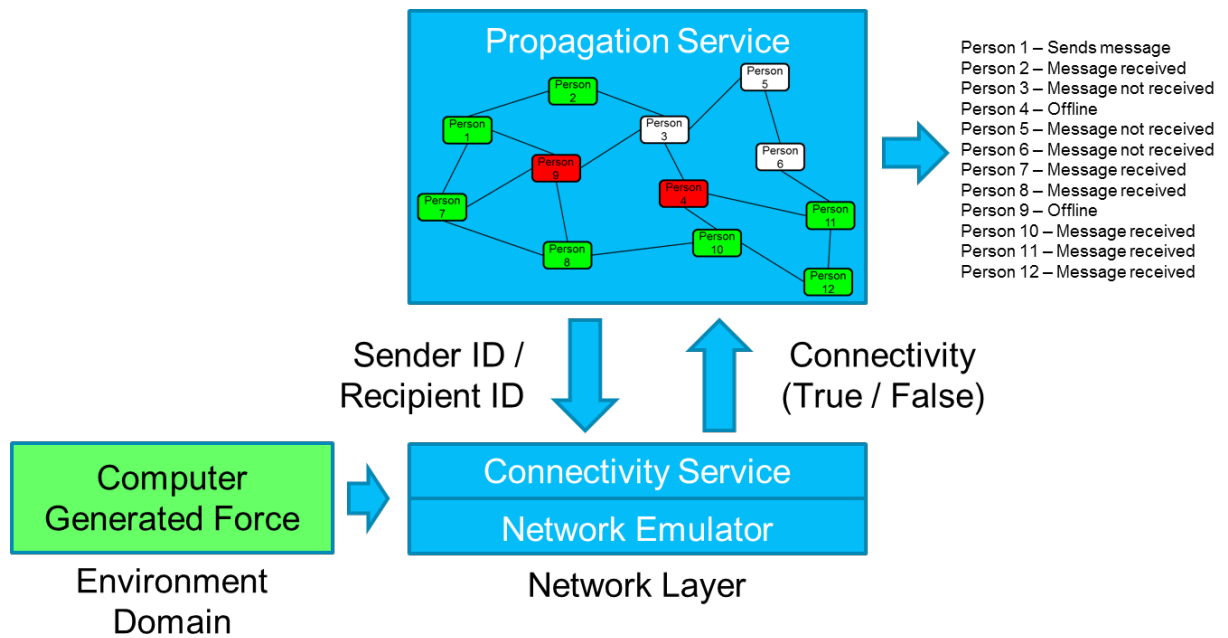 Propagation Service
Person
5
Person
2
Person
1
Person
3
Person
9
Person
6
Person
4
Person
7
Person
11
Person
10
Person
8
Person
12
Person 1 – Sends message
Person 2 – Message received
Person 3 – Message not received
Person 4 – Offline
Person 5 – Message not received
Person 6 – Message not received
Person 7 – Message received
Person 8 – Message received
Person 9 – Offline
Person 10 – Message received
Person 11 – Message received
Person 12 – Message received
Sender ID /
Recipient ID
Connectivity
(True / False)
Computer
Generated Force
Environment
Domain
Connectivity Service
Network Emulator
Network Layer